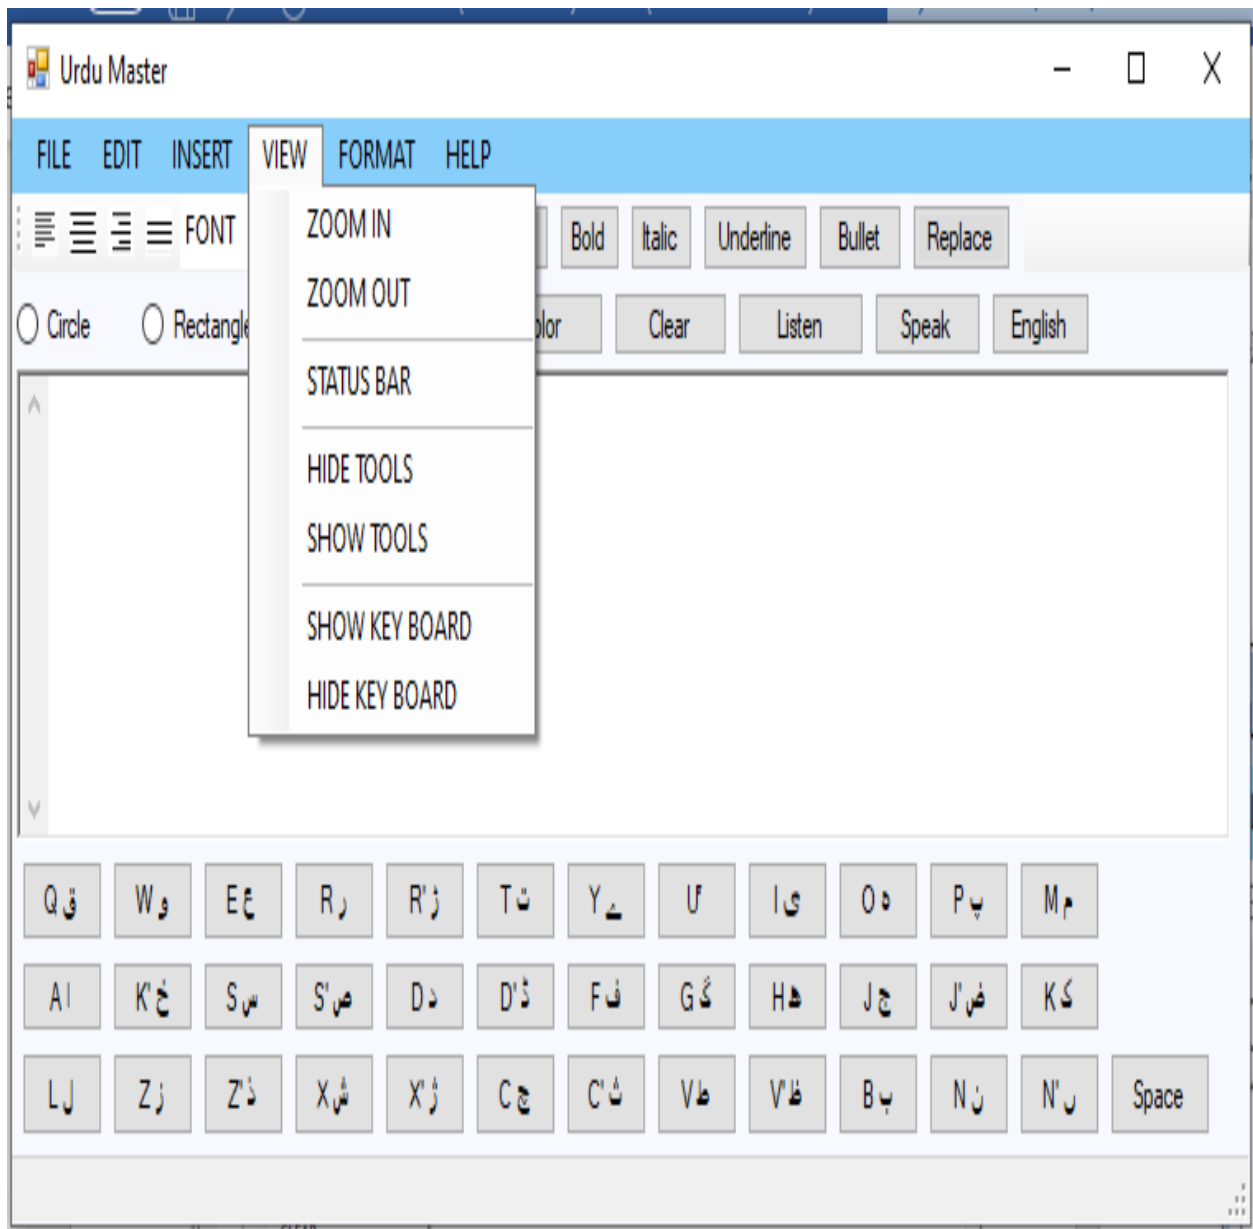 Urdu Master
FILE EDIT INSERT VIEW FORMAT HELP
FONT Bold Italic Underline Bullet Replace
Circle Rectangle Clear Listen Speak English
ZOOM IN
ZOOM OUT
STATUS BAR
HIDE TOOLS
SHOW TOOLS
SHOW KEY BOARD
HIDE KEY BOARD
Q ق W و E ع R ر R' ڑ T ت Y ے U I ی O ہ P پ M م
A ا K' خ S س S' ص D د D' ڈ F ف G گ H ھ J ج J' ض K ک
L ل Z ز Z' ذ X ش X' ژ C چ C' ث V ط V' ظ B ب N ن N' ں Space